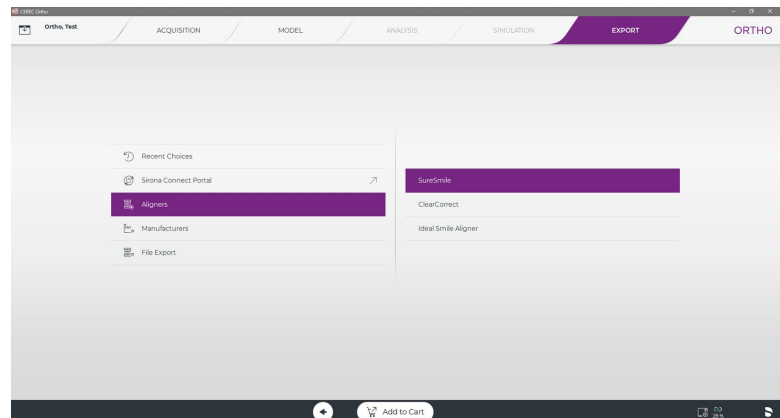 CEREC Ortho
Ortho, Test
ACQUISITION
MODEL
ANALYSIS
SIMULATION
EXPORT
ORTHO
Recent Choices
Sirona Connect Portal
Aligners
Manufacturers
File Export
SureSmile
ClearCorrect
Ideal Smile Aligner
Add to Cart